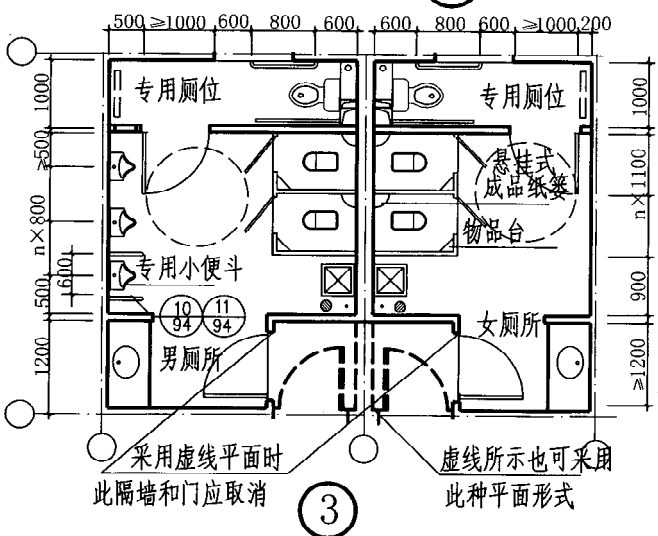 500 ≥1000 600 800 600 600 800 600 ≥1000 200
1000
≥500
n×800
600
500
1200
1000
n×1100
900
≥1200
专用厕位
专用厕位
悬挂式
成品纸篓
物品台
专用小便斗
10
94
11
94
男厕所
女厕所
采用虚线平面时
此隔墙和门应取消
虚线所示也可采用
此种平面形式
3